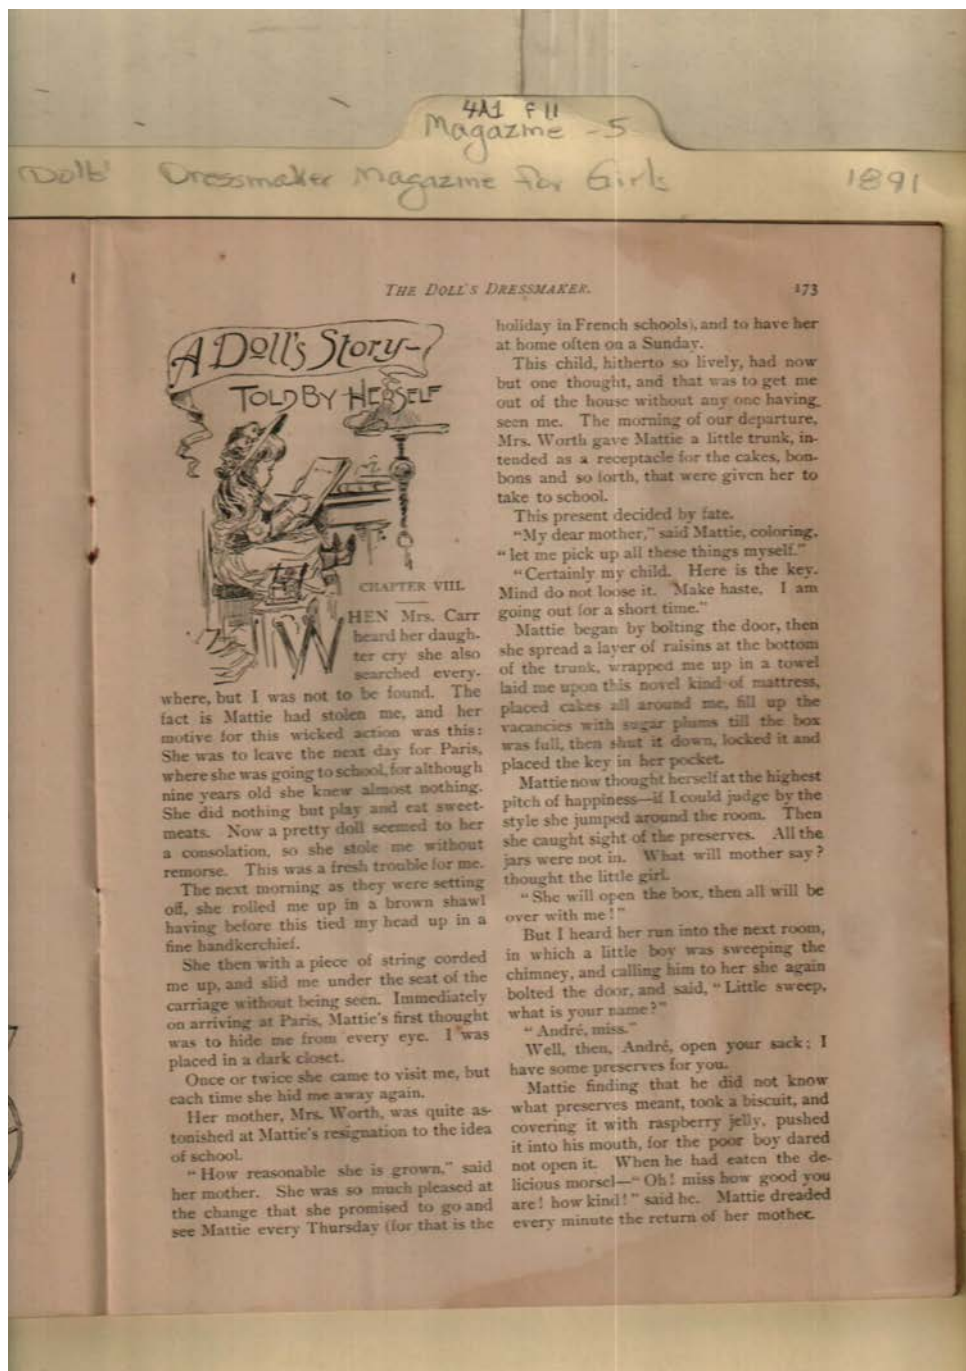 4A1 F11
Magazine - 5
Dolls' Dressmaker Magazine for Girls 1891
THE DOLL'S DRESSMAKER. 173
A Doll's Story-
TOLD BY HERSELF
CHAPTER VIII.
WHEN Mrs. Carr
heard her daugh-
ter cry she also
searched every-
where, but I was not to be found. The
fact is Mattie had stolen me, and her
motive for this wicked action was this:
She was to leave the next day for Paris,
where she was going to school, for although
nine years old she knew almost nothing.
She did nothing but play and eat sweet-
meats. Now a pretty doll seemed to her
a consolation, so she stole me without
remorse. This was a fresh trouble for me.
The next morning as they were setting
off, she rolled me up in a brown shawl
having before this tied my head up in a
fine handkerchief.
She then with a piece of string corded
me up, and slid me under the seat of the
carriage without being seen. Immediately
on arriving at Paris, Mattie's first thought
was to hide me from every eye. I was
placed in a dark closet.
Once or twice she came to visit me, but
each time she hid me away again.
Her mother, Mrs. Worth, was quite as-
tonished at Mattie's resignation to the idea
of school.
"How reasonable she is grown," said
her mother. She was so much pleased at
the change that she promised to go and
see Mattie every Thursday (for that is the
holiday in French schools), and to have her
at home often on a Sunday.
This child, hitherto so lively, had now
but one thought, and that was to get me
out of the house without any one having
seen me. The morning of our departure,
Mrs. Worth gave Mattie a little trunk, in-
tended as a receptacle for the cakes, bon-
bons and so forth, that were given her to
take to school.
This present decided by fate.
"My dear mother," said Mattie, coloring,
"let me pick up all these things myself."
"Certainly my child. Here is the key.
Mind do not loose it. Make haste, I am
going out for a short time."
Mattie began by bolting the door, then
she spread a layer of raisins at the bottom
of the trunk, wrapped me up in a towel
laid me upon this novel kind of mattress,
placed cakes all around me, fill up the
vacancies with sugar plums till the box
was full, then shut it down, locked it and
placed the key in her pocket.
Mattie now thought herself at the highest
pitch of happiness—if I could judge by the
style she jumped around the room. Then
she caught sight of the preserves. All the
jars were not in. What will mother say?
thought the little girl.
"She will open the box, then all will be
over with me!"
But I heard her run into the next room,
in which a little boy was sweeping the
chimney, and calling him to her she again
bolted the door, and said, "Little sweep,
what is your name?"
"André, miss."
Well, then, André, open your sack; I
have some preserves for you.
Mattie finding that he did not know
what preserves meant, took a biscuit, and
covering it with raspberry jelly, pushed
it into his mouth, for the poor boy dared
not open it. When he had eaten the de-
licious morsel—"Oh! miss how good you
are! how kind!" said he. Mattie dreaded
every minute the return of her mother.